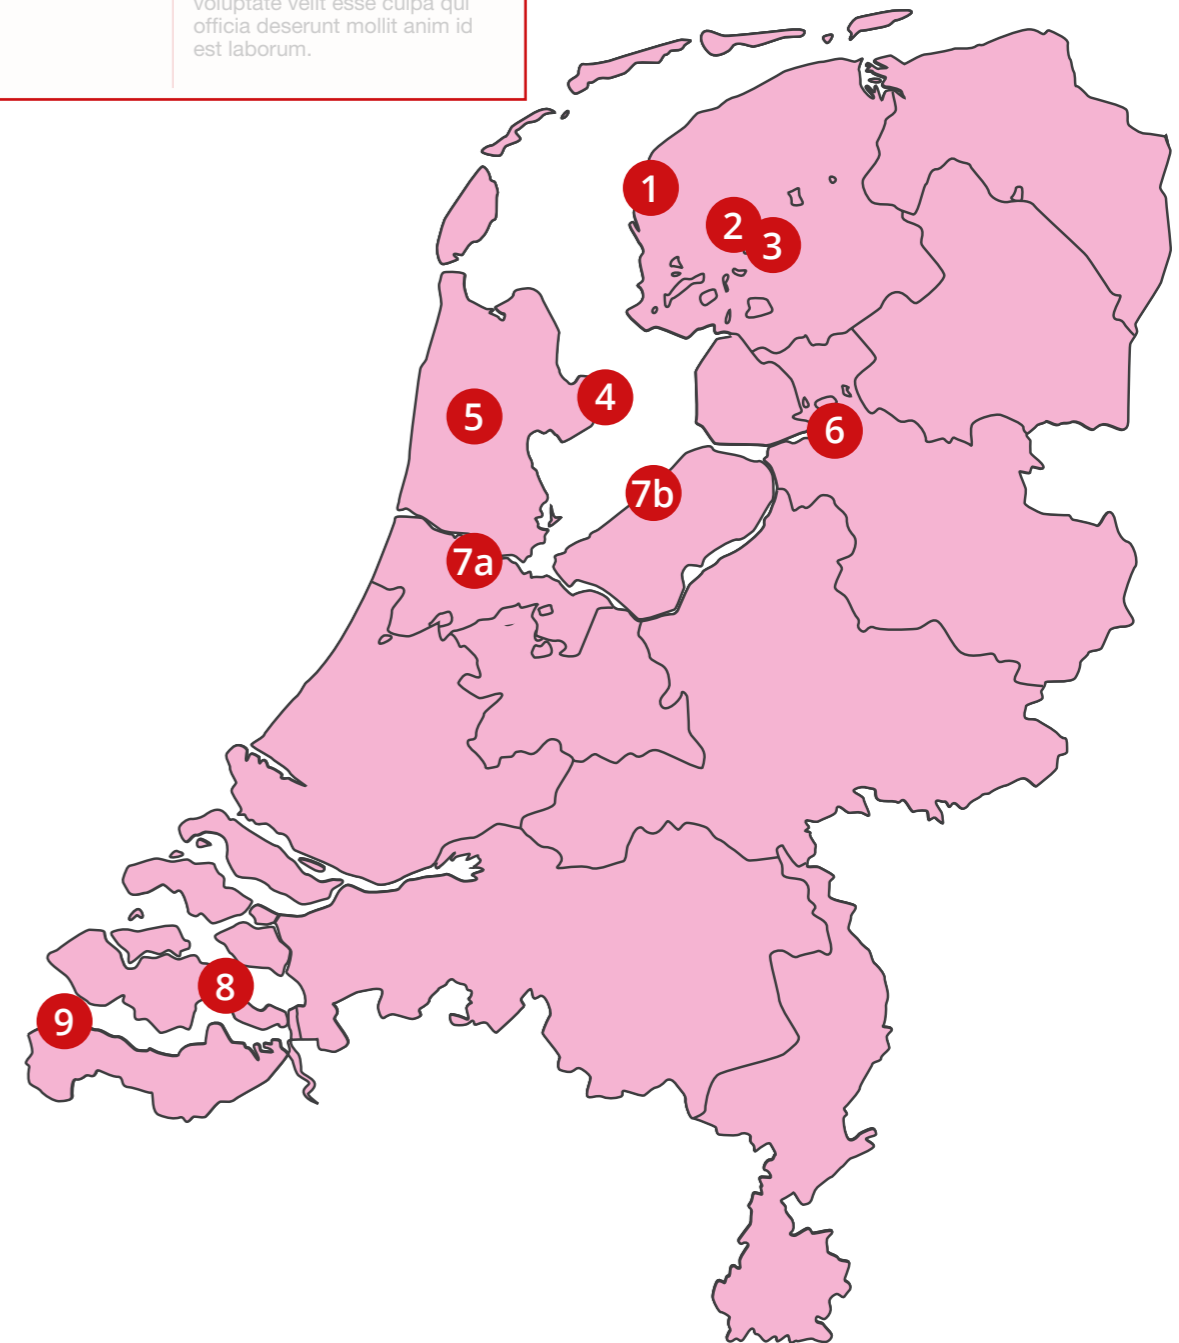 voluptate velit esse culpa qui
officia deserunt mollit anim id
est laborum.
1
2
3
4
5
6
7b
7a
8
9